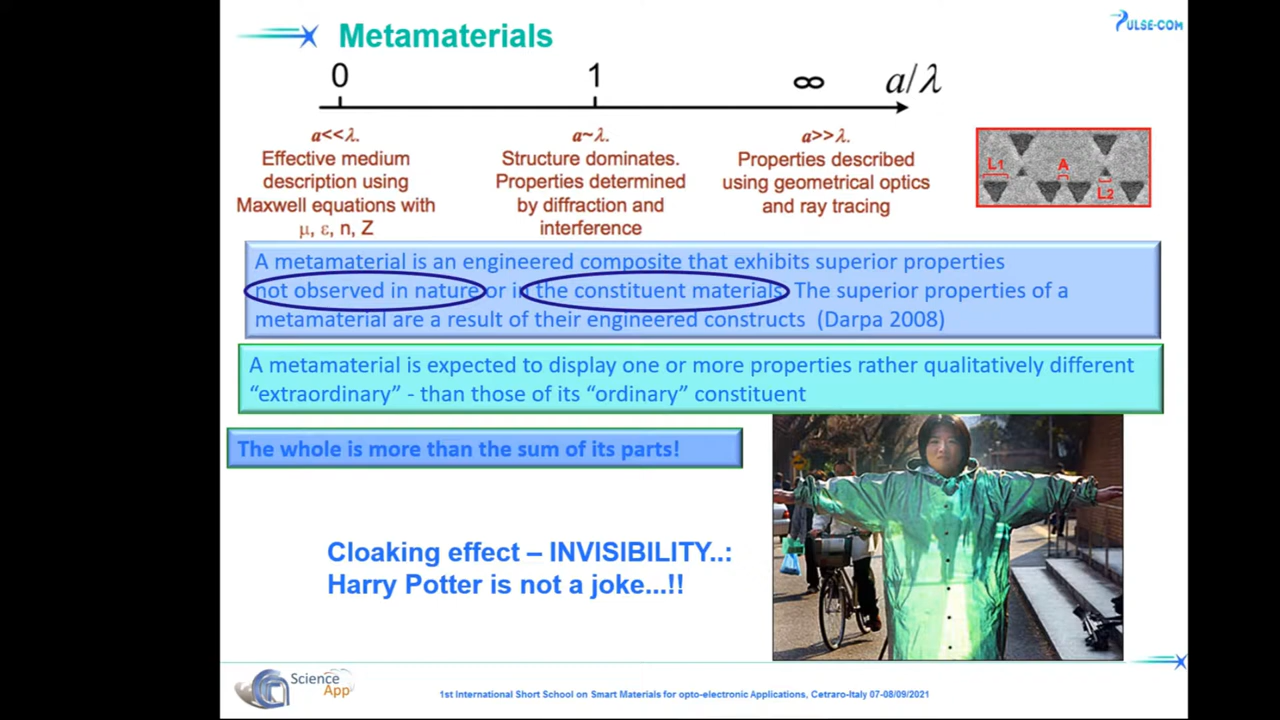 Metamaterials
PULSE-COM
0 1 ∞ a/λ
a<<λ.
Effective medium
description using
Maxwell equations with
μ, ε, n, Z
a~λ.
Structure dominates.
Properties determined
by diffraction and
interference
a>>λ.
Properties described
using geometrical optics
and ray tracing
L1 A
L2
A metamaterial is an engineered composite that exhibits superior properties
not observed in nature or in the constituent materials. The superior properties of a
metamaterial are a result of their engineered constructs (Darpa 2008)
A metamaterial is expected to display one or more properties rather qualitatively different
“extraordinary” - than those of its “ordinary” constituent
The whole is more than the sum of its parts!
Cloaking effect – INVISIBILITY..:
Harry Potter is not a joke...!!
Science
App
1st International Short School on Smart Materials for opto-electronic Applications, Cetraro-Italy 07-08/09/2021